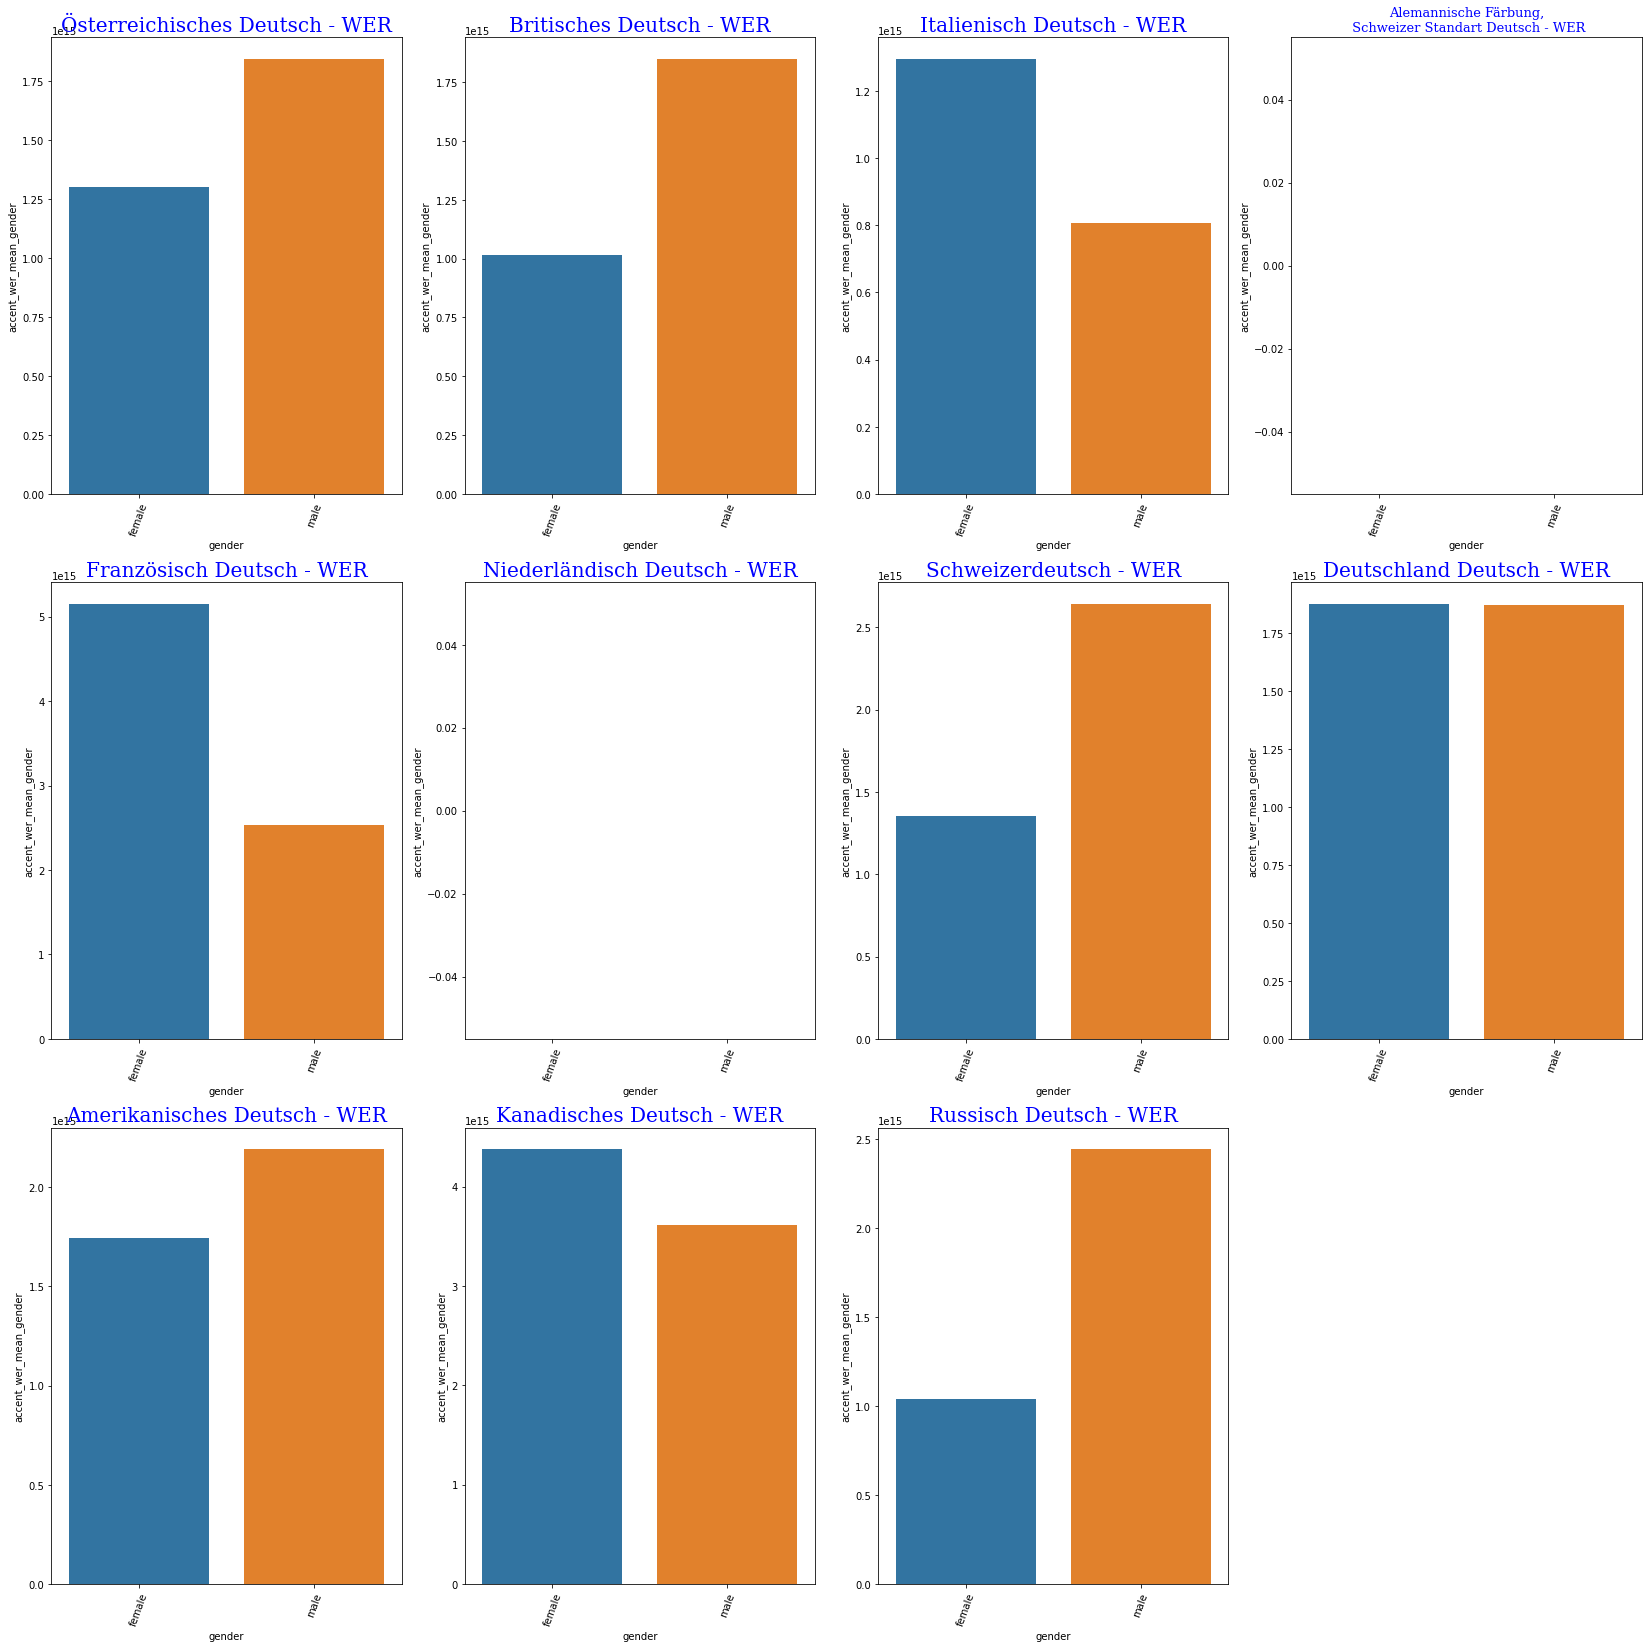 Österreichisches Deutsch - WER
1e15
1.75
1.50
1.25
1.00
0.75
0.50
0.25
0.00
accent_wer_mean_gender
female
male
gender
Britisches Deutsch - WER
1e15
1.75
1.50
1.25
1.00
0.75
0.50
0.25
0.00
accent_wer_mean_gender
female
male
gender
Italienisch Deutsch - WER
1e15
1.2
1.0
0.8
0.6
0.4
0.2
0.0
accent_wer_mean_gender
female
male
gender
Alemannische Färbung,
Schweizer Standart Deutsch - WER
0.04
0.02
0.00
−0.02
−0.04
accent_wer_mean_gender
female
male
gender
Französisch Deutsch - WER
1e15
5
4
3
2
1
0
accent_wer_mean_gender
female
male
gender
Niederländisch Deutsch - WER
0.04
0.02
0.00
−0.02
−0.04
accent_wer_mean_gender
female
male
gender
Schweizerdeutsch - WER
1e15
2.5
2.0
1.5
1.0
0.5
0.0
accent_wer_mean_gender
female
male
gender
Deutschland Deutsch - WER
1e15
1.75
1.50
1.25
1.00
0.75
0.50
0.25
0.00
accent_wer_mean_gender
female
male
gender
Amerikanisches Deutsch - WER
1e15
2.0
1.5
1.0
0.5
0.0
accent_wer_mean_gender
female
male
gender
Kanadisches Deutsch - WER
1e15
4
3
2
1
0
accent_wer_mean_gender
female
male
gender
Russisch Deutsch - WER
1e15
2.5
2.0
1.5
1.0
0.5
0.0
accent_wer_mean_gender
female
male
gender